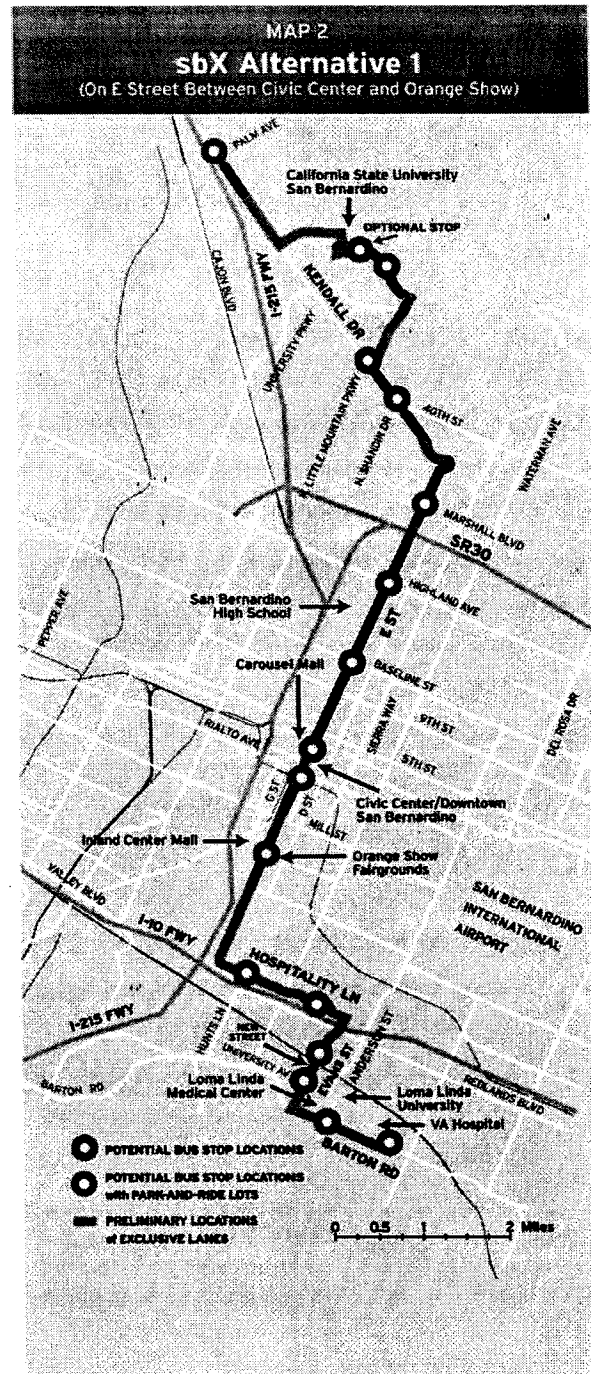 MAP 2
sbX Alternative 1
(On E Street Between Civic Center and Orange Show)
PALM AVE
California State University
San Bernardino
OPTIONAL STOP
CAJON BLVD
I-215 FWY
KENDALL DR
UNIVERSITY PKWY
LITTLE MOUNTAIN PKWY
N. SHANDIN DR
40TH ST
WATERMAN AVE
MARSHALL BLVD
SR30
San Bernardino
High School
HIGHLAND AVE
E ST
PEPPER AVE
Carousel Mall
BASELINE ST
SIERRA WAY
9TH ST
DEL ROSA DR
RIALTO AVE
5TH ST
G ST
D ST
Civic Center/Downtown
San Bernardino
MILL ST
Inland Center Mall
Orange Show
Fairgrounds
VALLEY BLVD
I-10 FWY
SAN BERNARDINO
INTERNATIONAL
AIRPORT
HOSPITALITY LN
I-215 FWY
HUNTS LN
NEW
STREET
UNIVERSITY AV
EVANS ST
ANDERSON ST
BARTON RD
Loma Linda
Medical Center
Loma Linda
University
REDLANDS BLVD
VA Hospital
BARTON RD
POTENTIAL BUS STOP LOCATIONS
POTENTIAL BUS STOP LOCATIONS
with PARK-AND-RIDE LOTS
PRELIMINARY LOCATIONS
of EXCLUSIVE LANES
0 0.5 1 2 Miles